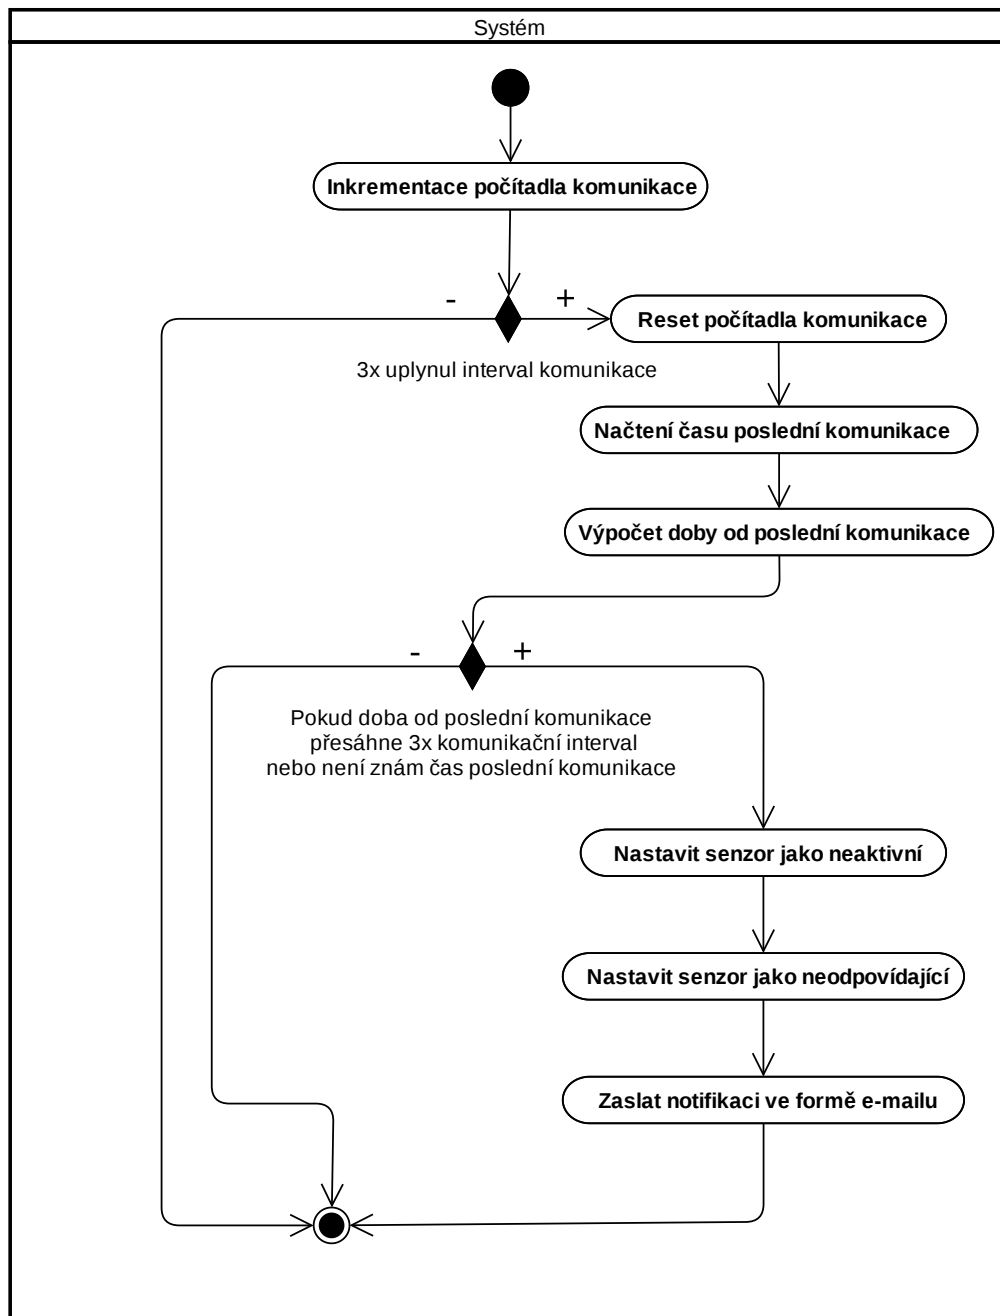 Systém
Inkrementace počítadla komunikace
-
+
Reset počítadla komunikace
3x uplynul interval komunikace
Načtení času poslední komunikace
Výpočet doby od poslední komunikace
-
+
Pokud doba od poslední komunikace
přesáhne 3x komunikační interval
nebo není znám čas poslední komunikace
Nastavit senzor jako neaktivní
Nastavit senzor jako neodpovídající
Zaslat notifikaci ve formě e-mailu